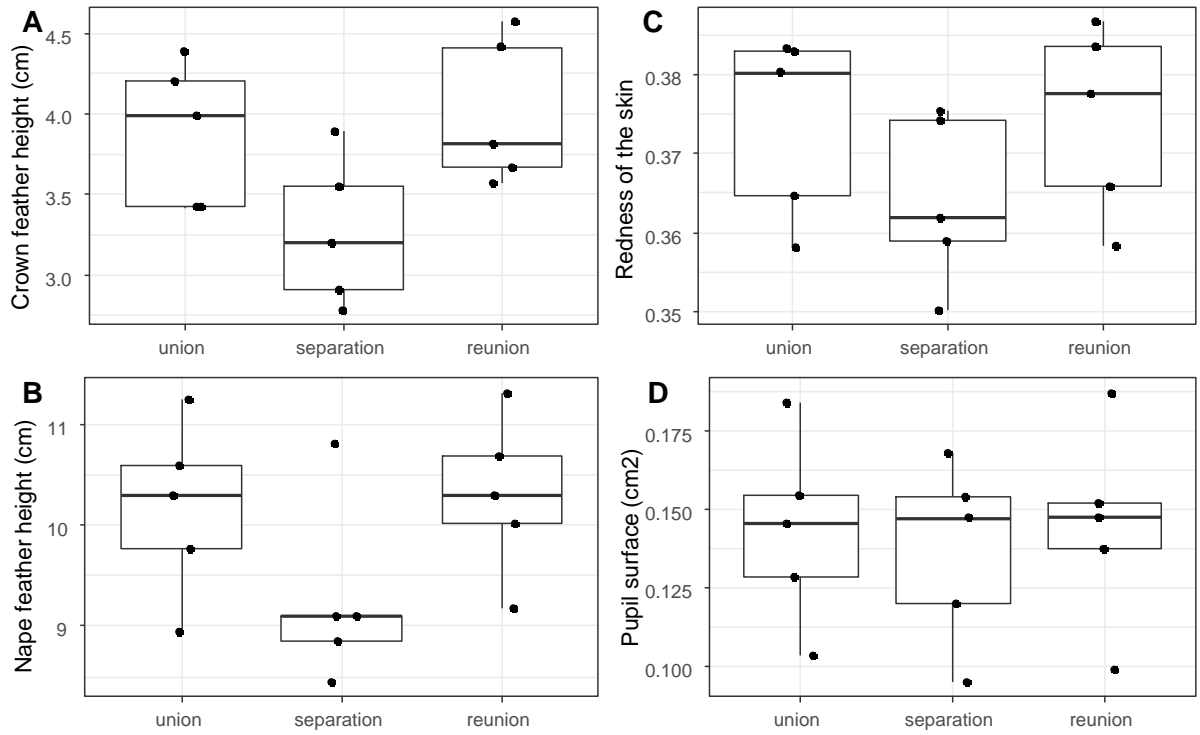 A
Crown feather height (cm)
4.5
4.0
3.5
3.0
union separation reunion
C
Redness of the skin
0.38
0.37
0.36
0.35
union separation reunion
B
Nape feather height (cm)
11
10
9
union separation reunion
D
Pupil surface (cm2)
0.175
0.150
0.125
0.100
union separation reunion